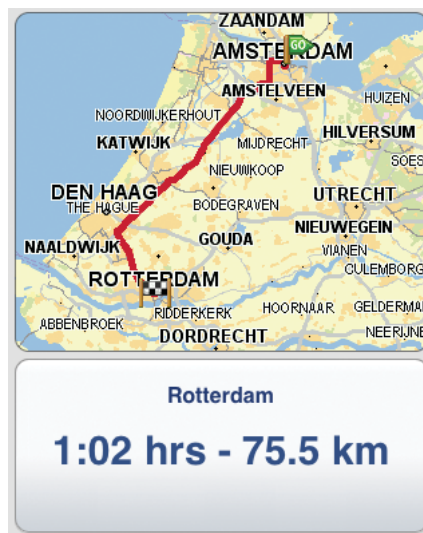 ZAANDAM
GO
AMSTERDAM
AMSTELVEEN
HUIZEN
NOORDWIJKERHOUT
HILVERSUM
KATWIJK
MIJDRECHT
SOES
NIEUWKOOP
DEN HAAG
UTRECHT
THE HAGUE
BODEGRAVEN
NIEUWEGEIN
GOUDA
NAALDWIJK
VIANEN
CULEMBORG
ROTTERDAM
HOORNAAR
GELDERMA
RIDDERKERK
ABBENBROEK
NEERIJNE
DORDRECHT
Rotterdam
1:02 hrs - 75.5 km